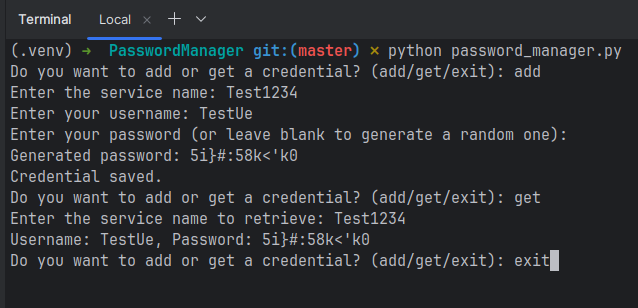 Terminal Local × +
(.venv) → PasswordManager git:(master) × python password_manager.py
Do you want to add or get a credential? (add/get/exit): add
Enter the service name: Test1234
Enter your username: TestUe
Enter your password (or leave blank to generate a random one):
Generated password: 5i}#:58k<'k0
Credential saved.
Do you want to add or get a credential? (add/get/exit): get
Enter the service name to retrieve: Test1234
Username: TestUe, Password: 5i}#:58k<'k0
Do you want to add or get a credential? (add/get/exit): exit